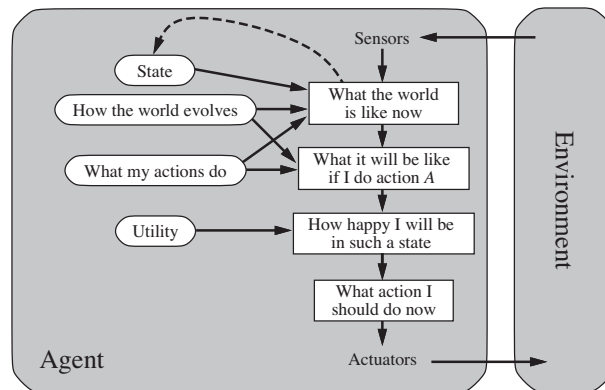 Sensors
State
What the world
is like now
How the world evolves
What it will be like
if I do action A
What my actions do
How happy I will be
in such a state
Utility
What action I
should do now
Agent
Actuators
Environment